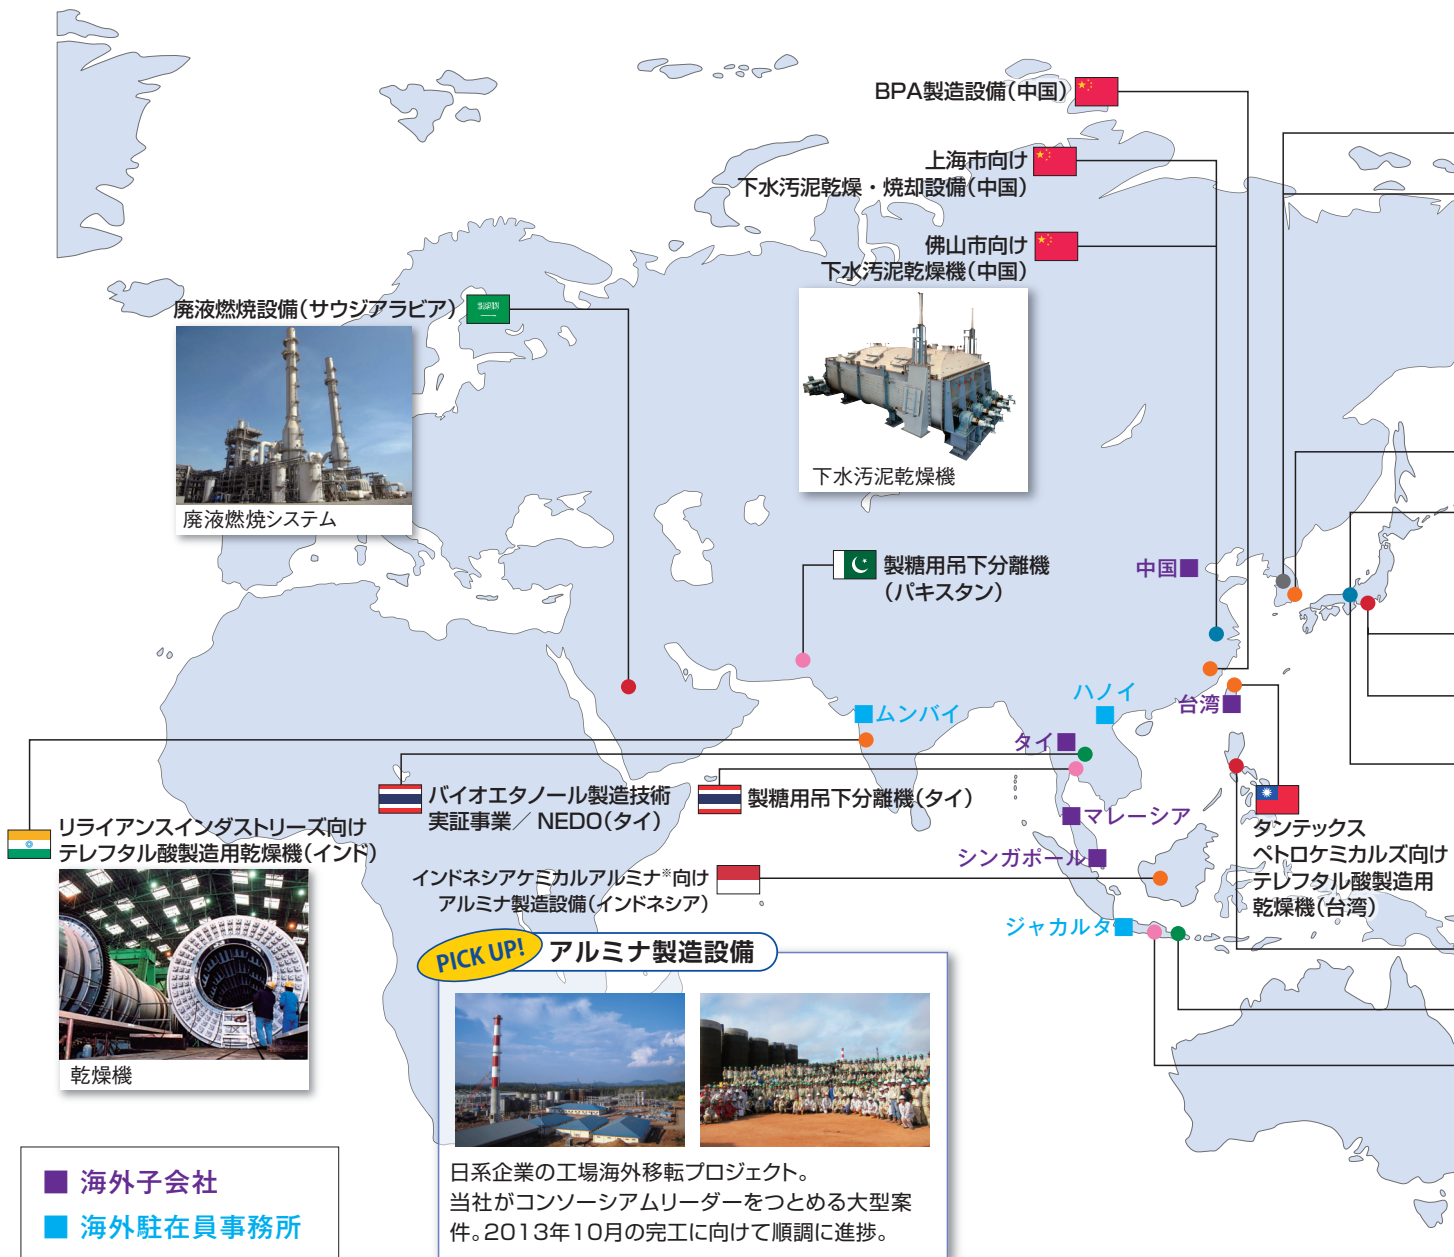 BPA製造設備(中国)
上海市向け
下水汚泥乾燥・焼却設備(中国)
佛山市向け
下水汚泥乾燥機(中国)
下水汚泥乾燥機
廃液燃焼設備(サウジアラビア)
廃液燃焼システム
製糖用吊下分離機
(パキスタン)
中国
ムンバイ
ハノイ
台湾
タイ
バイオエタノール製造技術
実証事業／NEDO(タイ)
製糖用吊下分離機(タイ)
マレーシア
シンガポール
ジャカルタ
リライアンスインダストリーズ向け
テレフタル酸製造用乾燥機(インド)
乾燥機
インドネシアケミカルアルミナ※向け
アルミナ製造設備(インドネシア)
タンテックス
ペトロケミカルズ向け
テレフタル酸製造用
乾燥機(台湾)
PICK UP!
アルミナ製造設備
日系企業の工場海外移転プロジェクト。
当社がコンソーシアムリーダーをつとめる大型案
件。2013年10月の完工に向けて順調に進捗。
海外子会社
海外駐在員事務所